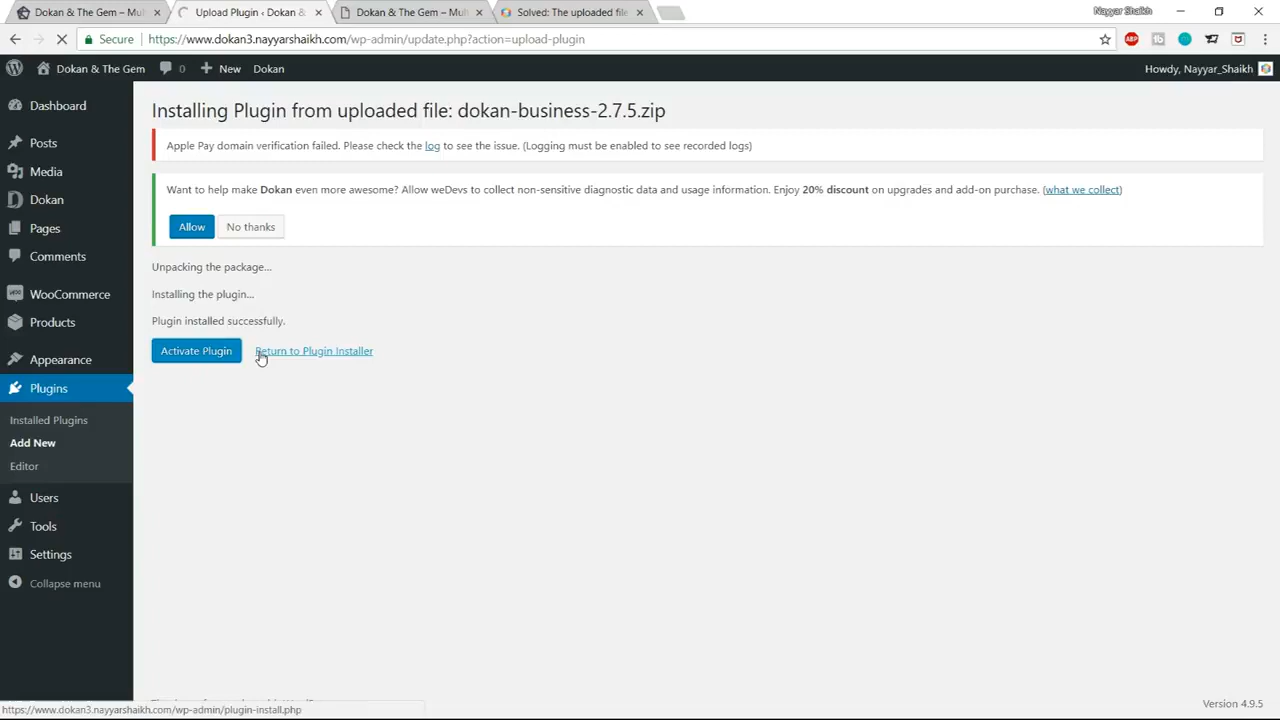 Dokan & The Gem – Mul
Upload Plugin ‹ Dokan &
Dokan & The Gem – Mul
Solved: The uploaded file
Nayyar Shaikh
Secure
https://www.dokan3.nayyarshaikh.com/wp-admin/update.php?action=upload-plugin
ABP
Dokan & The Gem
0
New
Dokan
Howdy, Nayyar_Shaikh
Dashboard
Posts
Media
Dokan
Pages
Comments
WooCommerce
Products
Appearance
Plugins
Installed Plugins
Add New
Editor
Users
Tools
Settings
Collapse menu
Installing Plugin from uploaded file: dokan-business-2.7.5.zip
Apple Pay domain verification failed. Please check the log to see the issue. (Logging must be enabled to see recorded logs)
Want to help make Dokan even more awesome? Allow weDevs to collect non-sensitive diagnostic data and usage information. Enjoy 20% discount on upgrades and add-on purchase. (what we collect)
Allow
No thanks
Unpacking the package...
Installing the plugin...
Plugin installed successfully.
Activate Plugin
Return to Plugin Installer
https://www.dokan3.nayyarshaikh.com/wp-admin/plugin-install.php
Version 4.9.5